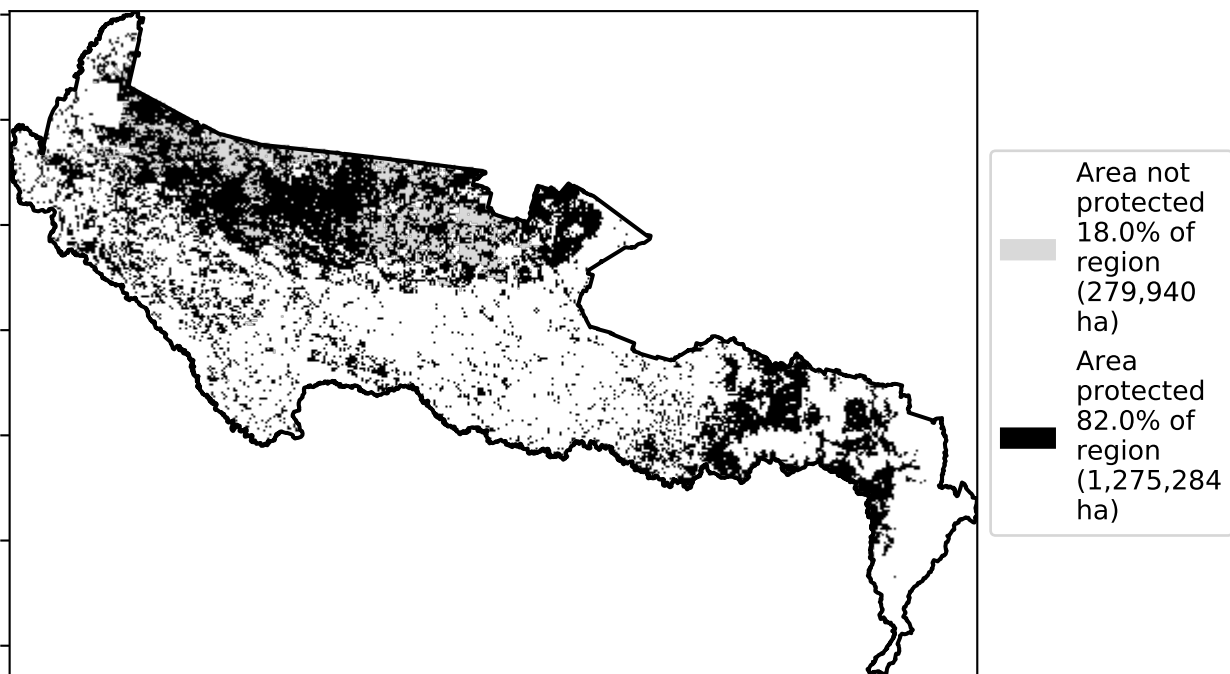 Area not
protected
18.0% of
region
(279,940
ha)
Area
protected
82.0% of
region
(1,275,284
ha)